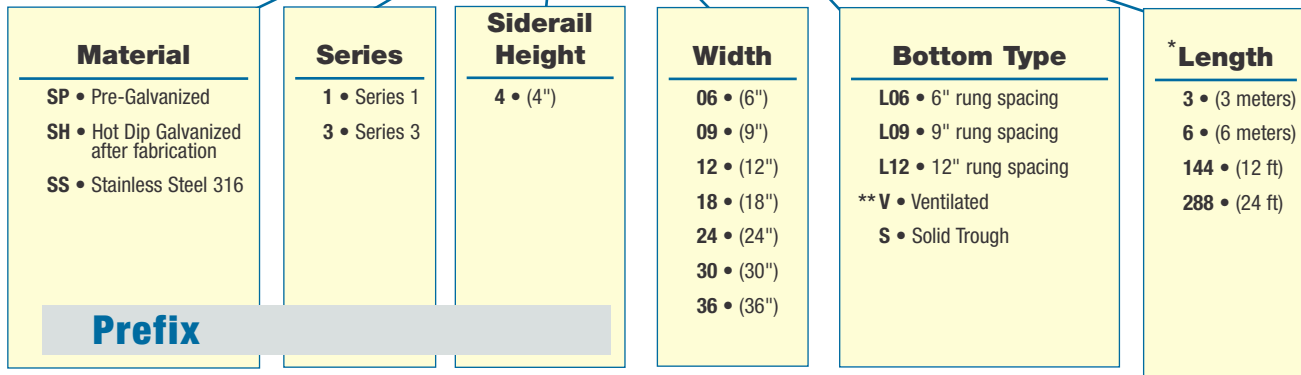 Material
SP • Pre-Galvanized
SH • Hot Dip Galvanized
after fabrication
SS • Stainless Steel 316
Series
1 • Series 1
3 • Series 3
Siderail
Height
4 • (4")
Prefix
Width
06 • (6")
09 • (9")
12 • (12")
18 • (18")
24 • (24")
30 • (30")
36 • (36")
Bottom Type
L06 • 6" rung spacing
L09 • 9" rung spacing
L12 • 12" rung spacing
** V • Ventilated
S • Solid Trough
*Length
3 • (3 meters)
6 • (6 meters)
144 • (12 ft)
288 • (24 ft)